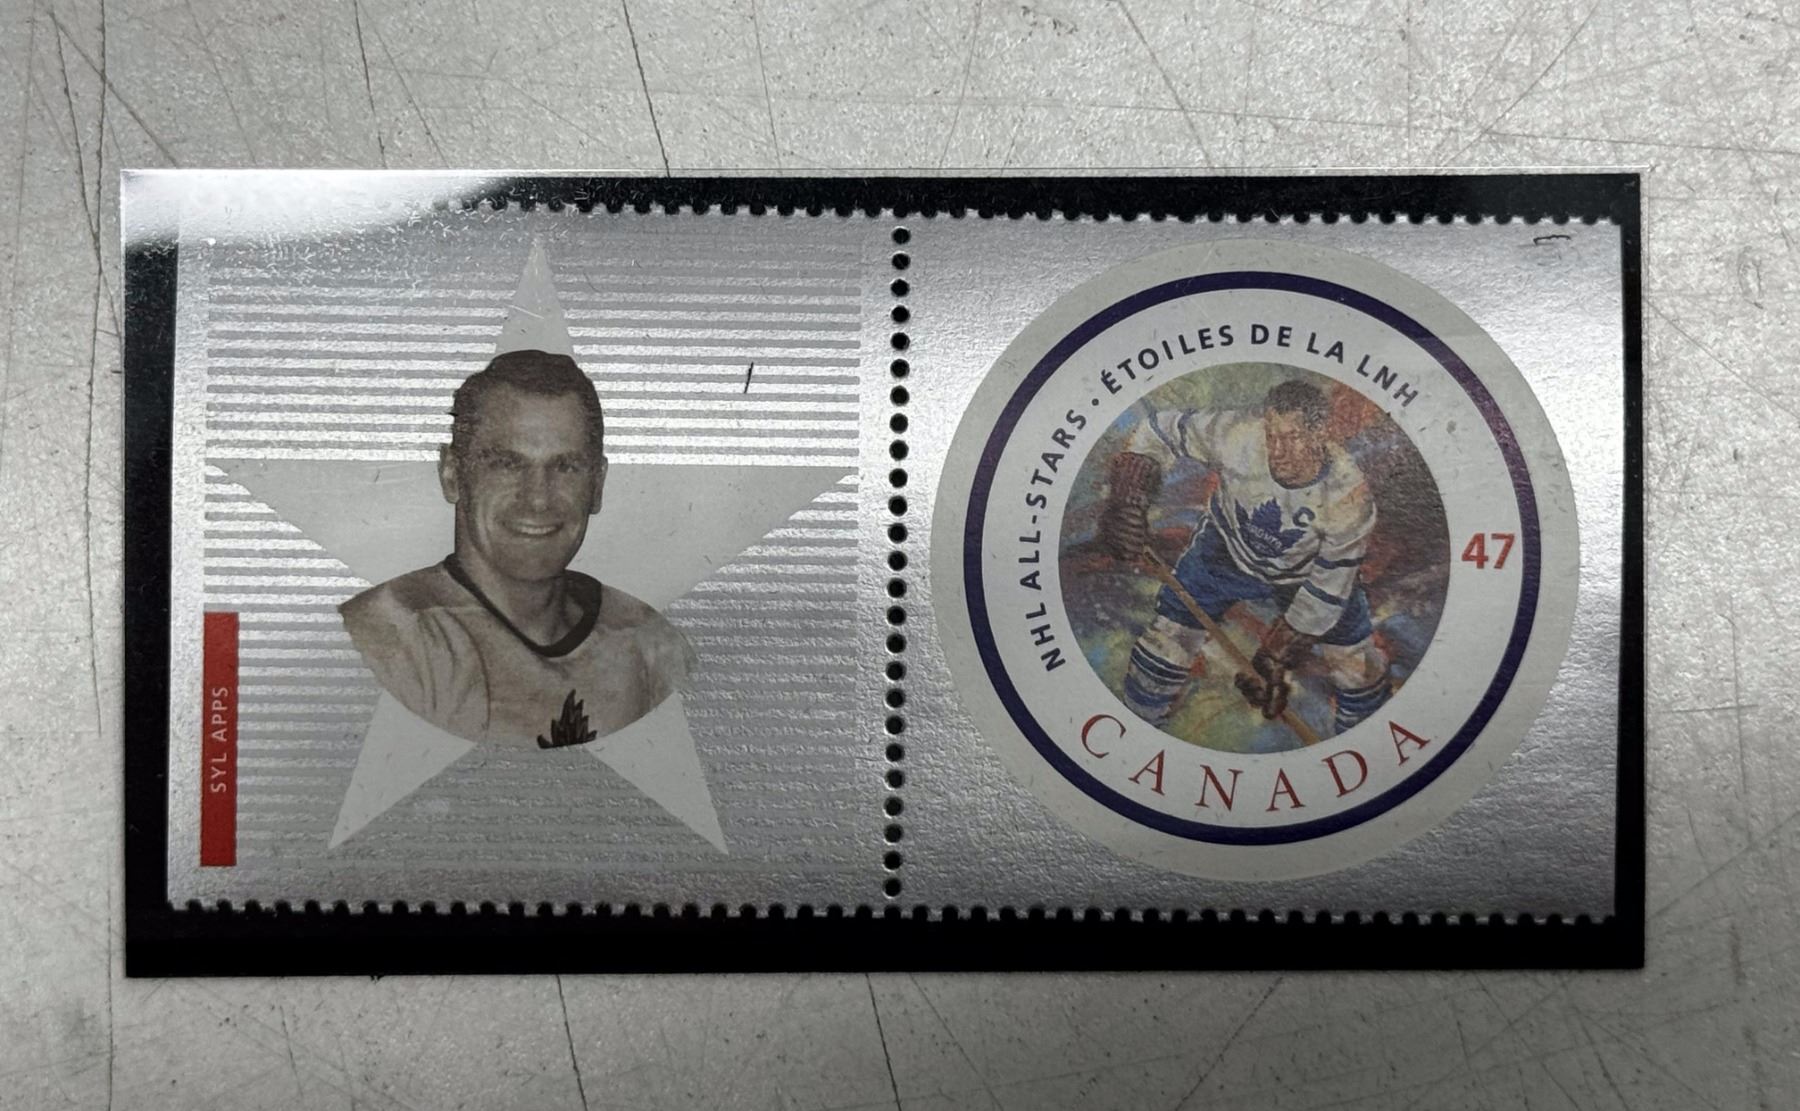 SYL APPS
NHL ALL-STARS • ÉTOILES DE LA LNH
47
CANADA